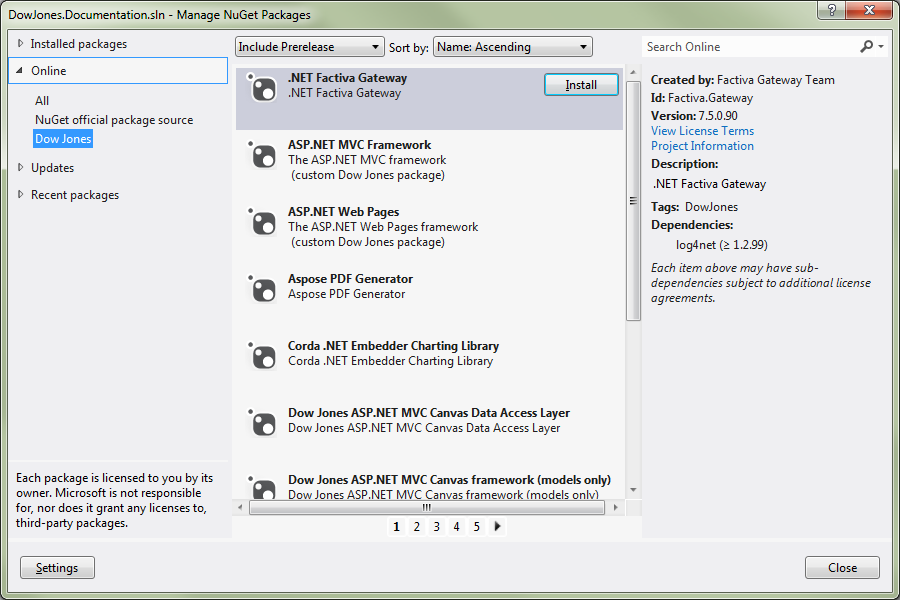 DowJones.Documentation.sln - Manage NuGet Packages
?
Installed packages
Online
All
NuGet official package source
Dow Jones
Updates
Recent packages
Each package is licensed to you by its
owner. Microsoft is not responsible
for, nor does it grant any licenses to,
third-party packages.
Settings
Include Prerelease
Sort by:
Name: Ascending
.NET Factiva Gateway
.NET Factiva Gateway
Install
ASP.NET MVC Framework
The ASP.NET MVC framework
(custom Dow Jones package)
ASP.NET Web Pages
The ASP.NET Web Pages framework
(custom Dow Jones package)
Aspose PDF Generator
Aspose PDF Generator
Corda .NET Embedder Charting Library
Corda .NET Embedder Charting Library
Dow Jones ASP.NET MVC Canvas Data Access Layer
Dow Jones ASP.NET MVC Canvas Data Access Layer
Dow Jones ASP.NET MVC Canvas framework (models only)
Dow Jones ASP.NET MVC Canvas framework (models only)
1 2 3 4 5
Search Online
Created by: Factiva Gateway Team
Id: Factiva.Gateway
Version: 7.5.0.90
View License Terms
Project Information
Description:
.NET Factiva Gateway
Tags: DowJones
Dependencies:
log4net (≥ 1.2.99)
Each item above may have sub-
dependencies subject to additional license
agreements.
Close